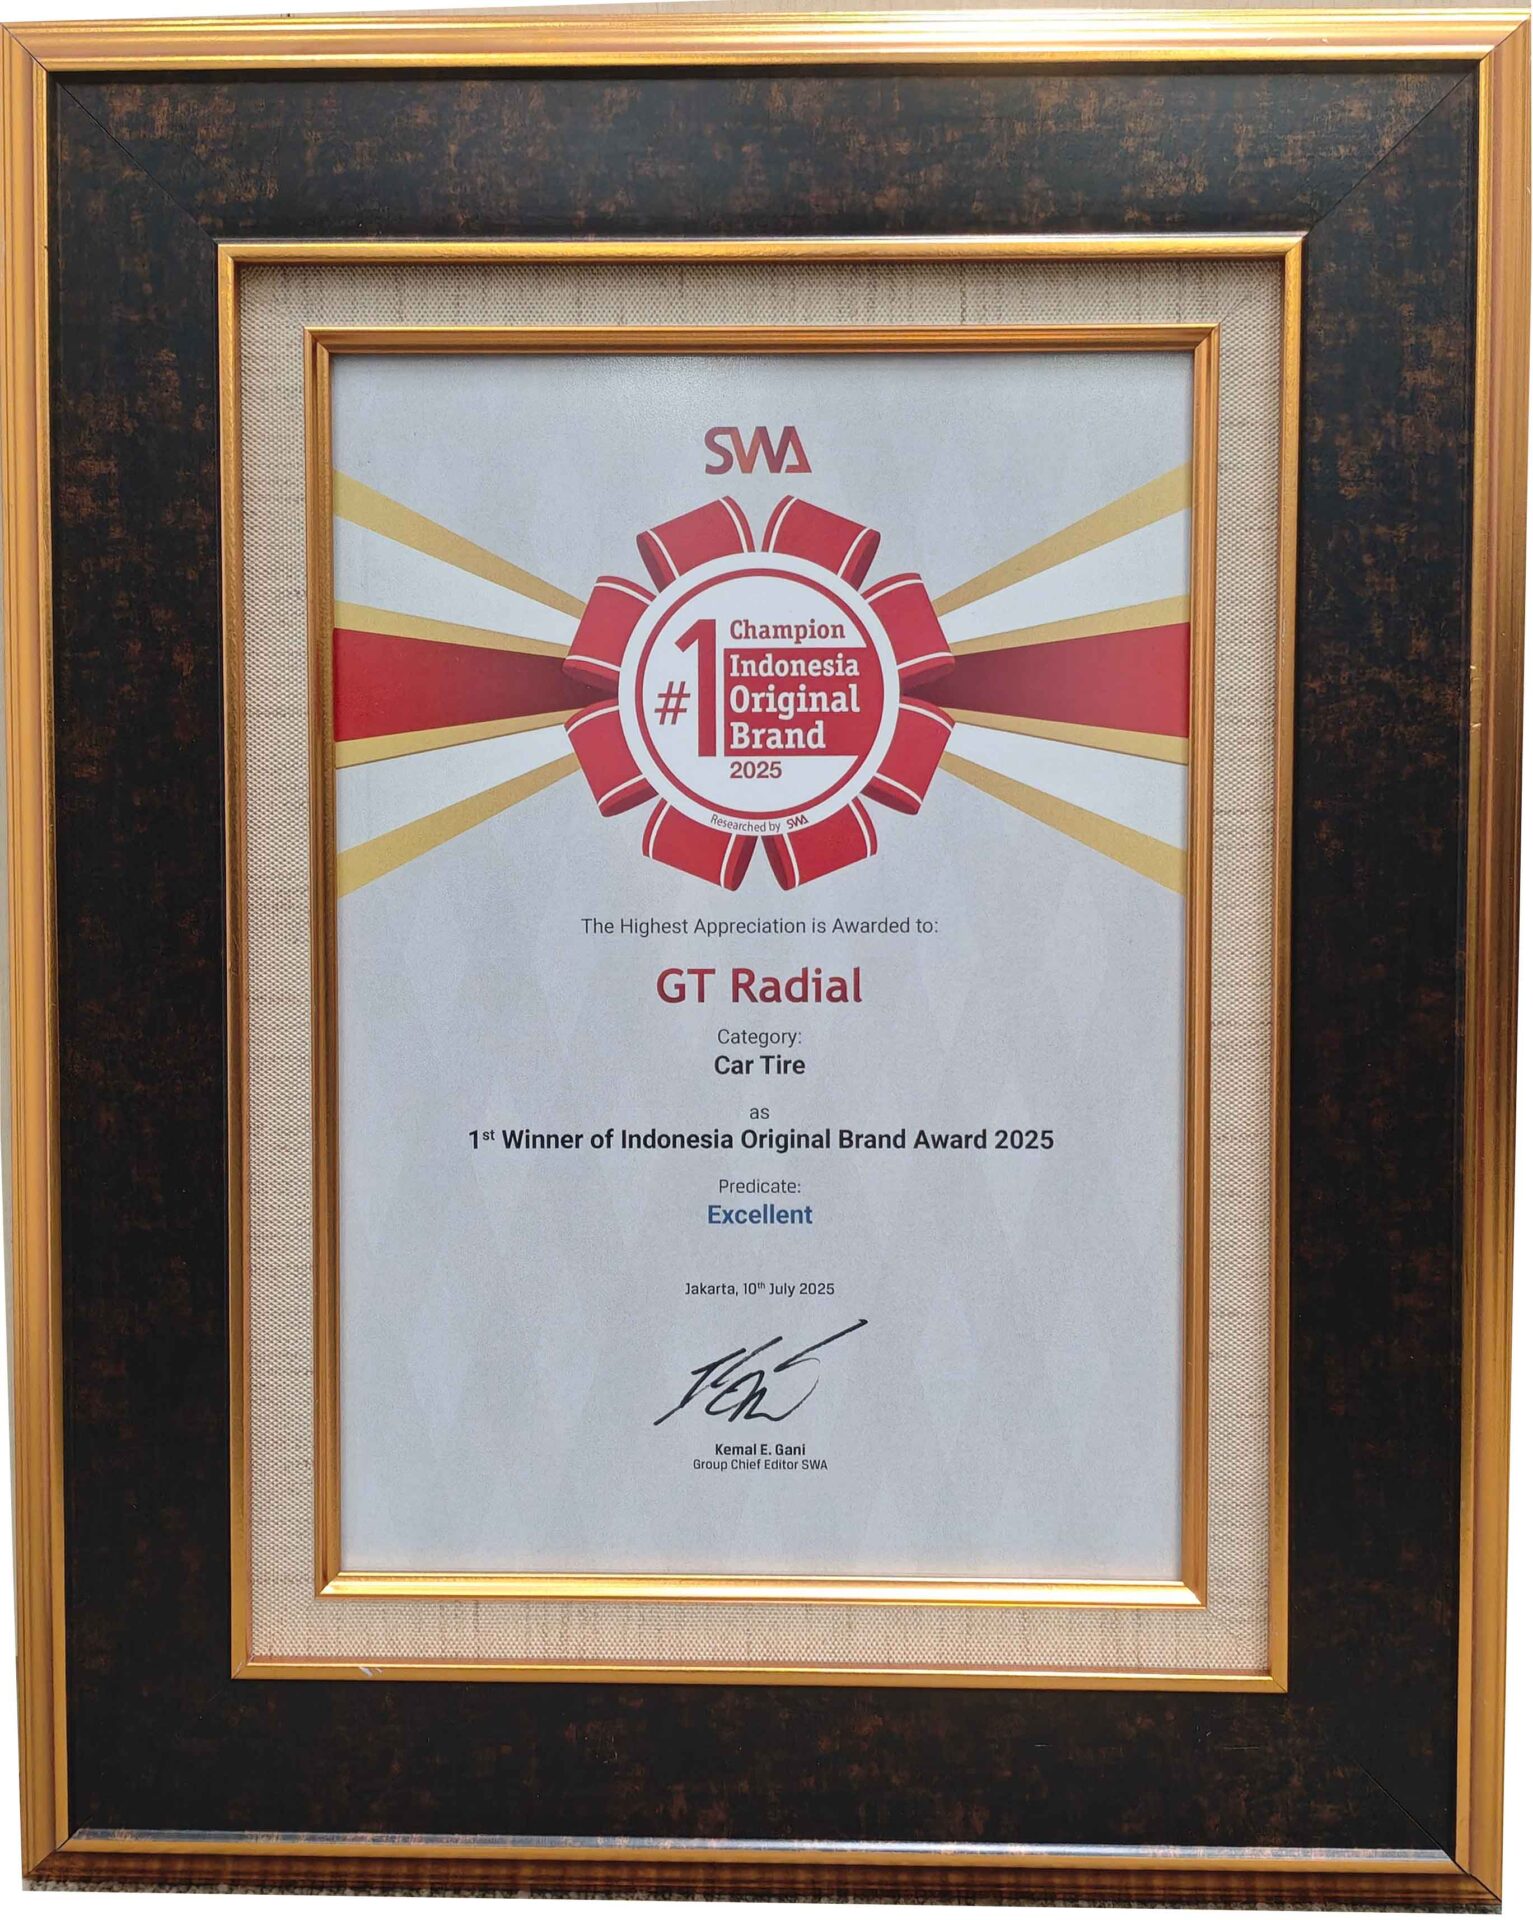 SWA
#1
Champion
Indonesia
Original
Brand
2025
Researched by SWA
The Highest Appreciation is Awarded to:
GT Radial
Category:
Car Tire
as
1st Winner of Indonesia Original Brand Award 2025
Predicate:
Excellent
Jakarta, 10th July 2025
Kemal E. Gani
Group Chief Editor SWA